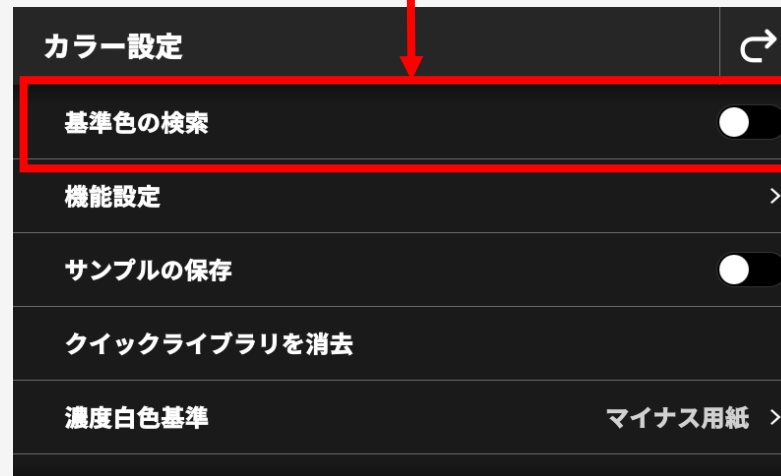 カラー設定
基準色の検索
機能設定
サンプルの保存
クイックライブラリを消去
濃度白色基準 マイナス用紙